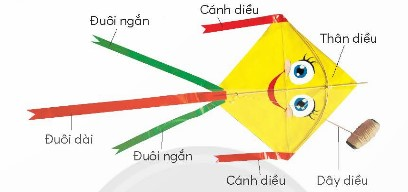 Cánh diều
Đuôi ngắn
Thân diều
Đuôi dài
Đuôi ngắn
Cánh diều
Dây diều